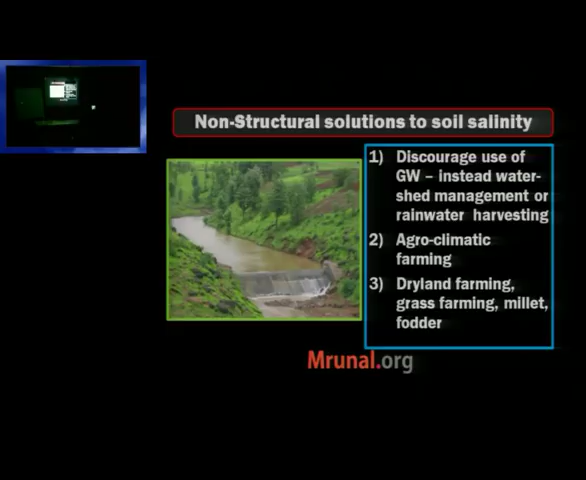 Non-Structural solutions to soil salinity
1) Discourage use of
GW – instead water-
shed management or
rainwater harvesting
2) Agro-climatic
farming
3) Dryland farming,
grass farming, millet,
fodder
Mrunal.org